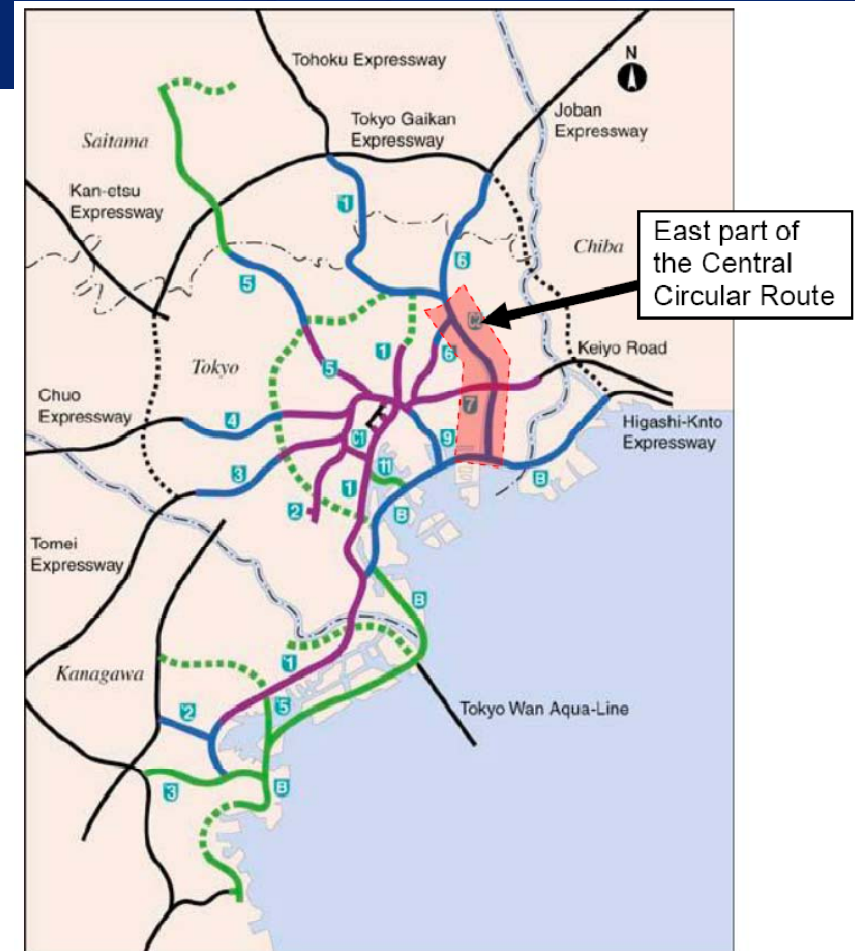 Tohoku Expressway
N
Tokyo Gaikan
Expressway
Joban
Expressway
Saitama
Kan-etsu
Expressway
1
6
Chiba
East part of
the Central
Circular Route
5
C2
Tokyo
5
1
6
Keiyo Road
Chuo
Expressway
4
7
Higashi-Knto
Expressway
C1
9
3
11
B
1
2
B
Tomei
Expressway
B
1
Kanagawa
5
2
Tokyo Wan Aqua-Line
3
B